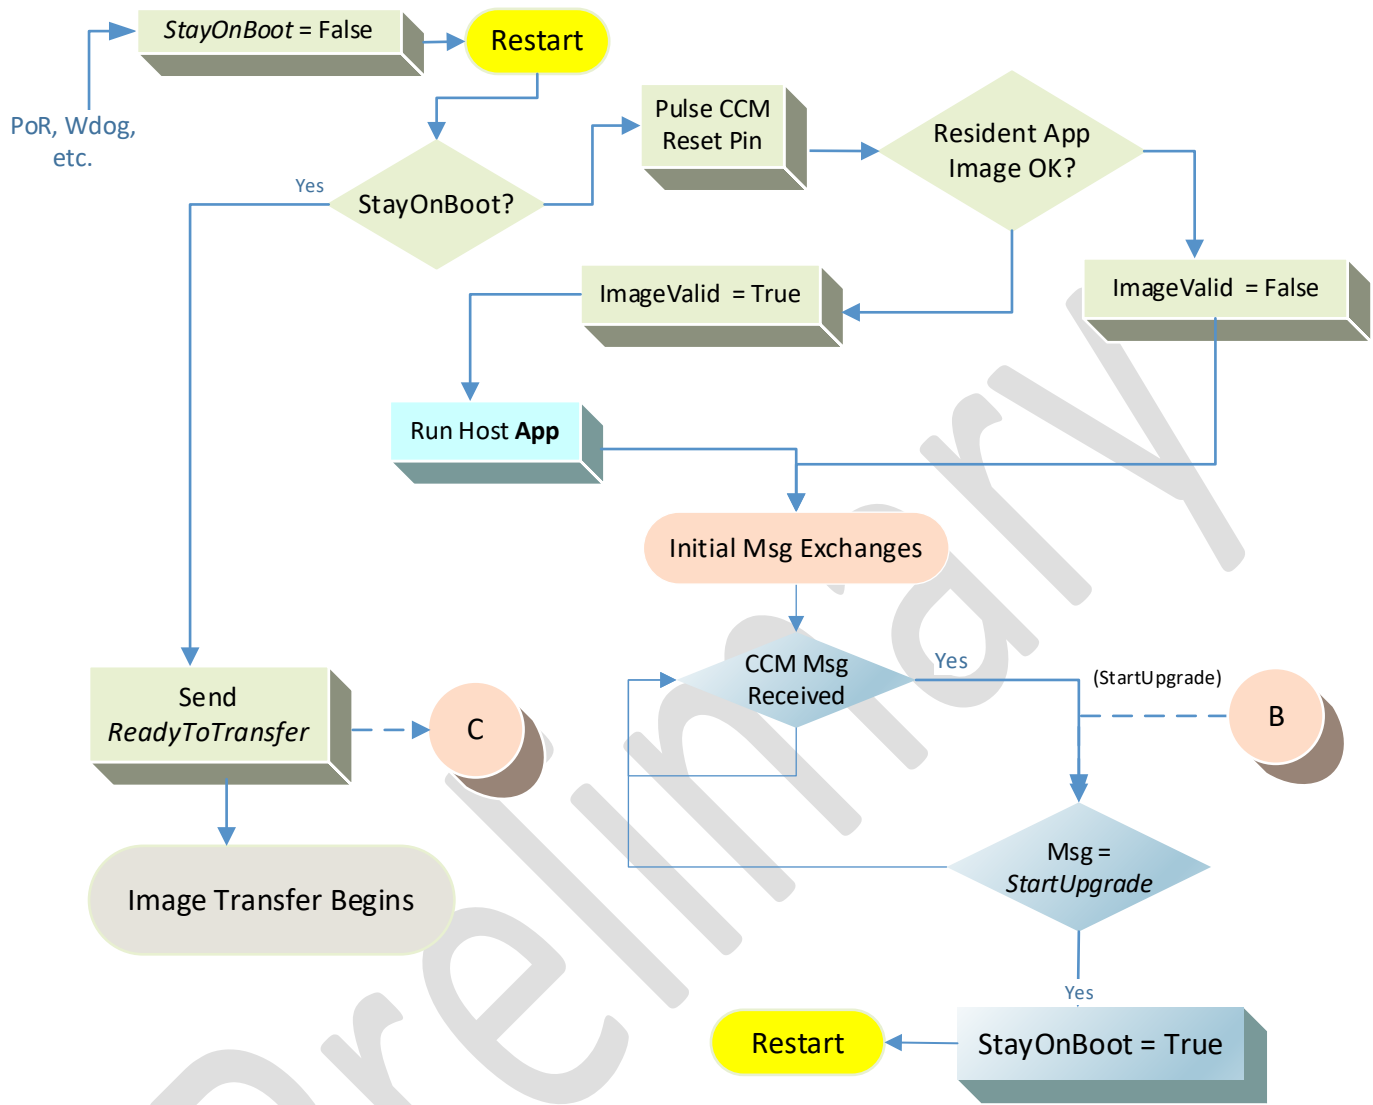 StayOnBoot = False
Restart
PoR, Wdog,
etc.
Pulse CCM
Reset Pin
Resident App
Image OK?
Yes
StayOnBoot?
ImageValid = True
ImageValid = False
Run Host App
Initial Msg Exchanges
CCM Msg
Received
Yes
(StartUpgrade)
Send
ReadyToTransfer
C
B
Msg =
StartUpgrade
Image Transfer Begins
Yes
Restart
StayOnBoot = True
Preliminary